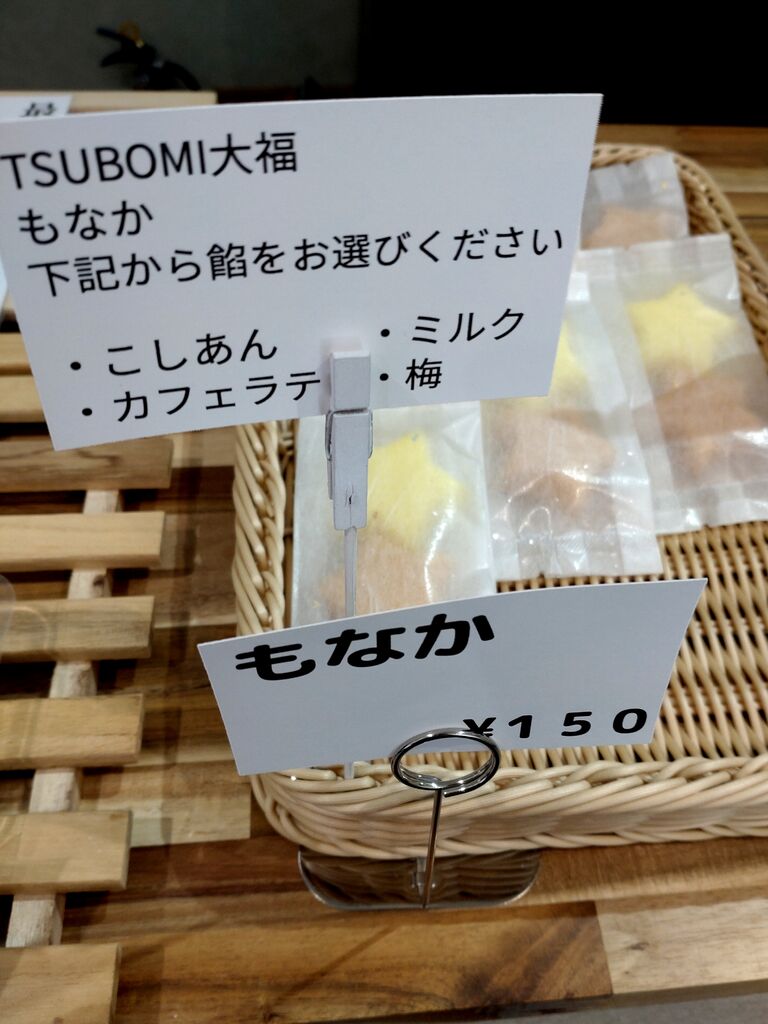 TSUBOMI大福
もなか
下記から餡をお選びください
・こしあん ・ミルク
・カフェラテ ・梅
もなか
¥150